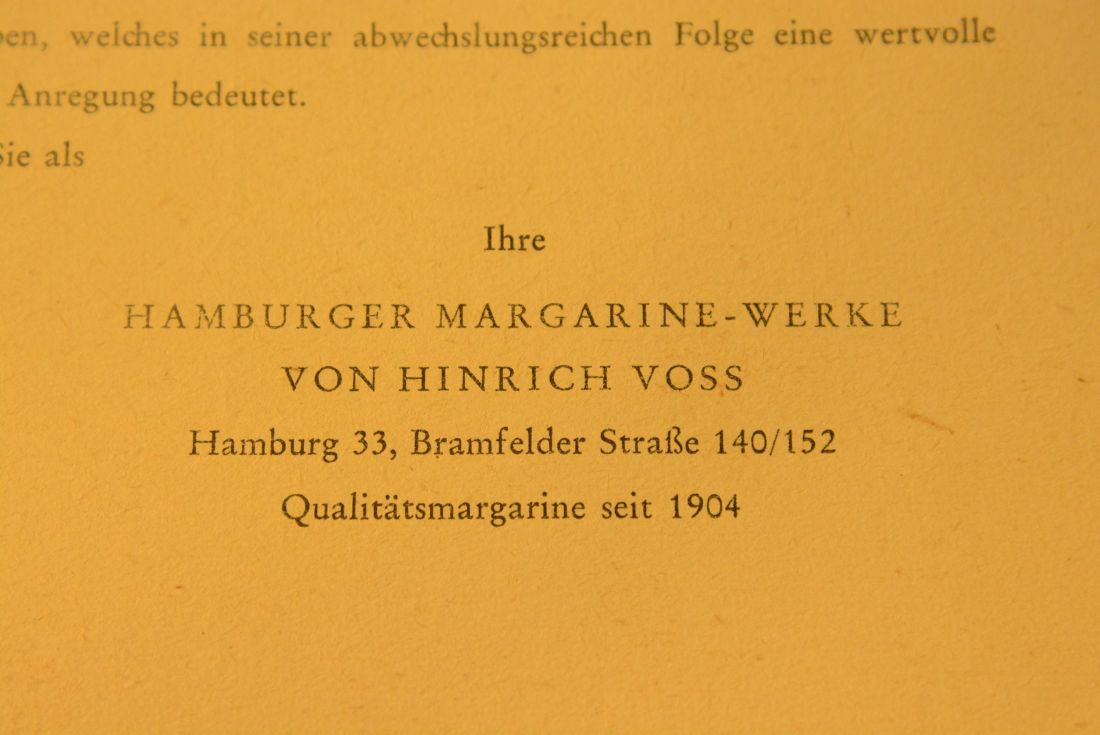 welches in seiner abwechslungsreichen Folge eine wertvolle
Anregung bedeutet.
Sie als
Ihre
HAMBURGER MARGARINE-WERKE
VON HINRICH VOSS
Hamburg 33, Bramfelder Straße 140/152
Qualitätsmargarine seit 1904